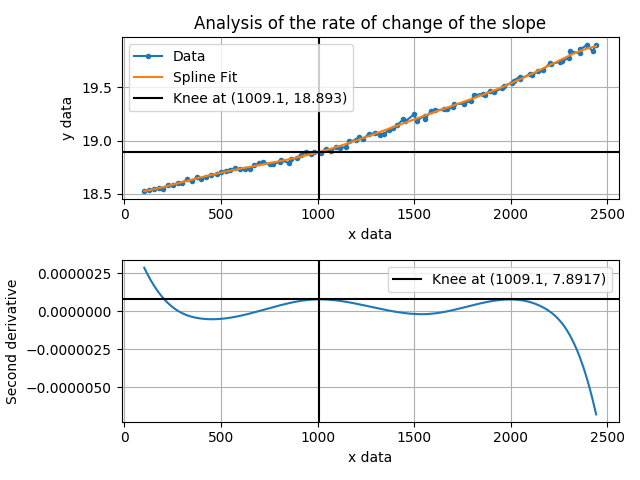 Analysis of the rate of change of the slope
Data
Spline Fit
Knee at (1009.1, 18.893)
y data
19.5
19.0
18.5
0 500 1000 1500 2000 2500
x data
Knee at (1009.1, 7.8917)
Second derivative
0.0000025
0.0000000
−0.0000025
−0.0000050
0 500 1000 1500 2000 2500
x data